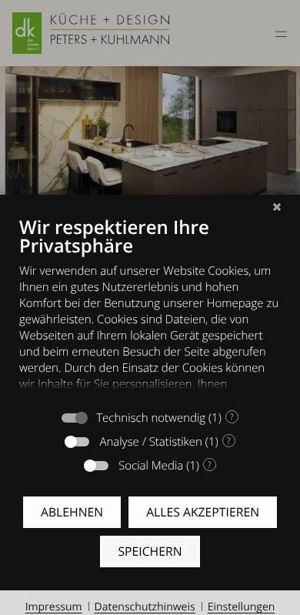 dk
KÜCHE + DESIGN
PETERS + KUHLMANN
✖
Wir respektieren Ihre
Privatsphäre
Wir verwenden auf unserer Website Cookies, um
Ihnen ein gutes Nutzererlebnis und hohen
Komfort bei der Benutzung unserer Homepage zu
gewährleisten. Cookies sind Dateien, die von
Webseiten auf Ihrem lokalen Gerät gespeichert
und beim erneuten Besuch der Seite abgerufen
werden. Durch den Einsatz der Cookies können
wir Inhalte für Sie personalisieren, Ihnen
Technisch notwendig (1) ?
Analyse / Statistiken (1) ?
Social Media (1) ?
ABLEHNEN
ALLES AKZEPTIEREN
SPEICHERN
Impressum | Datenschutzhinweis | Einstellungen